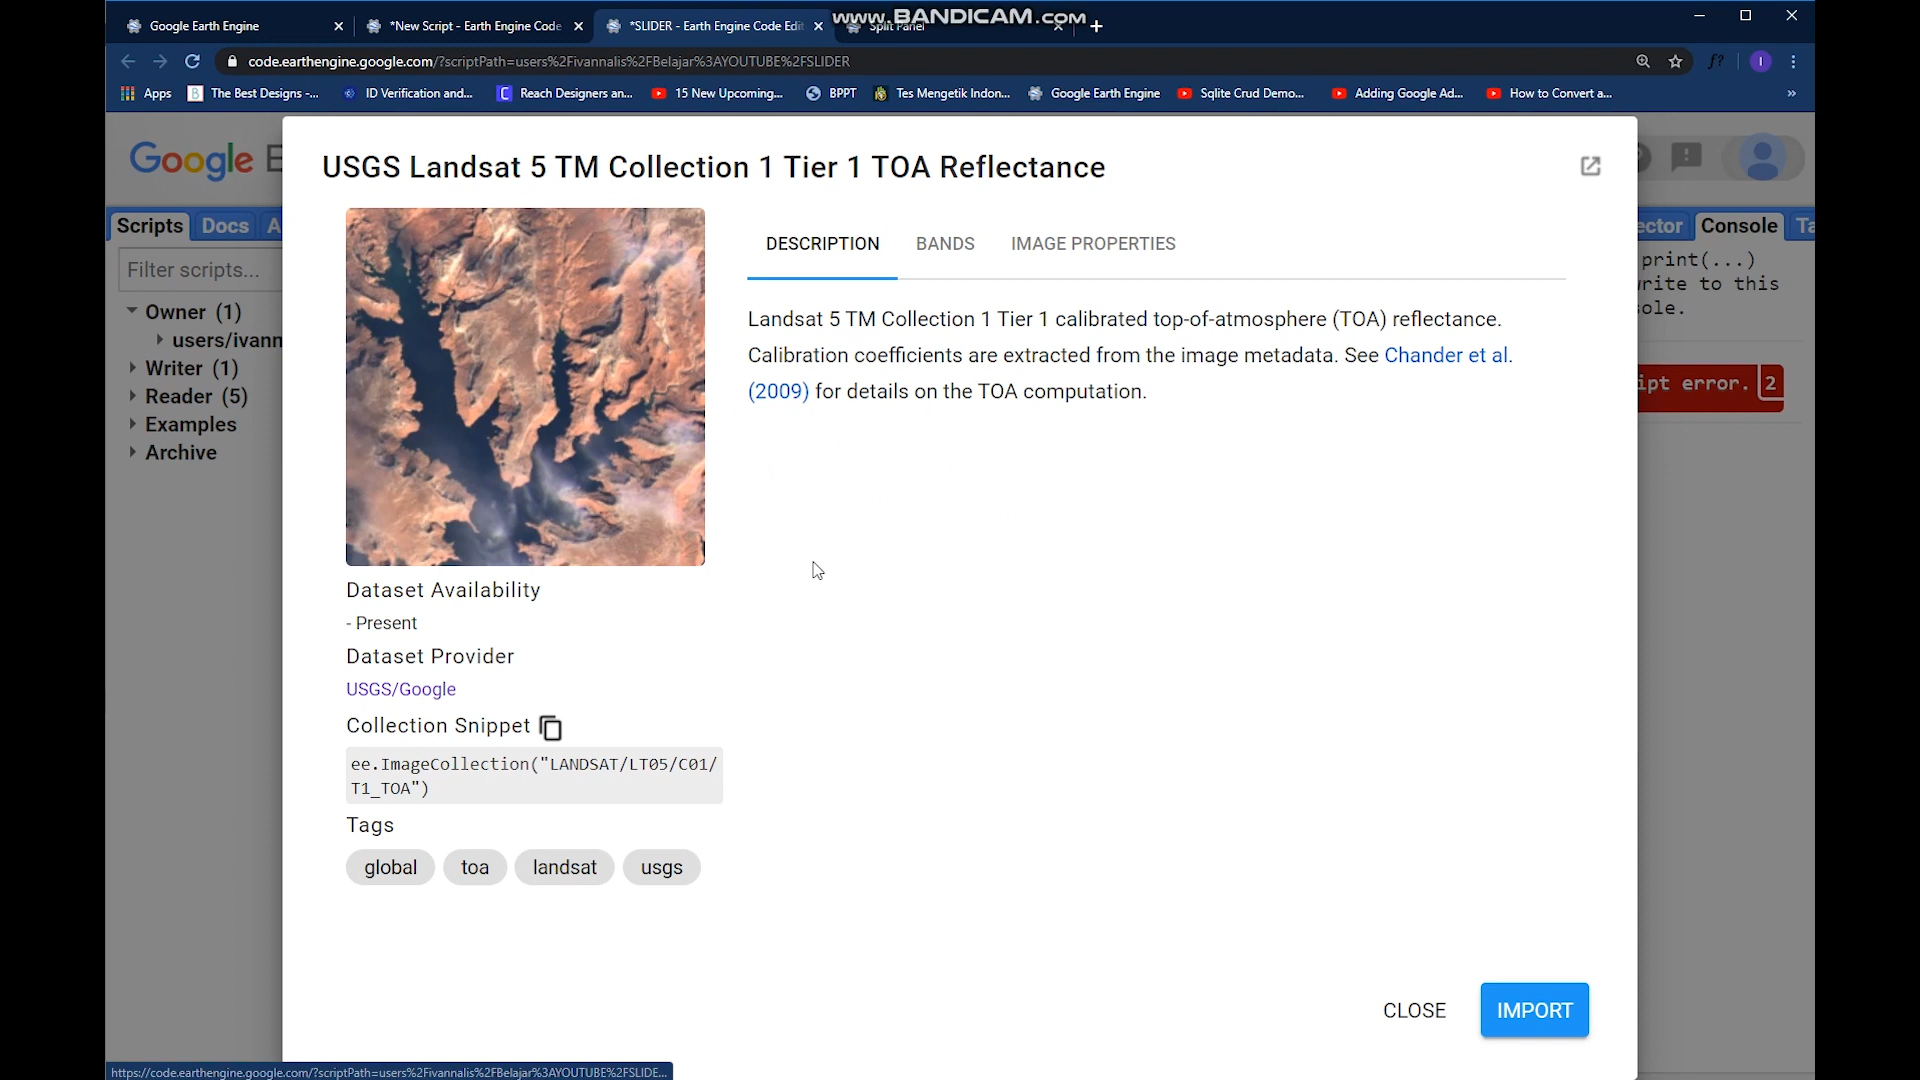 www.BANDICAM.com
Google Earth Engine
*New Script - Earth Engine Code
*SLIDER - Earth Engine Code Edit
Split Panel
code.earthengine.google.com/?scriptPath=users%2Fivannalis%2FBelajar%3AYOUTUBE%2FSLIDER
f?
I
Apps
The Best Designs -...
ID Verification and...
Reach Designers an...
15 New Upcoming...
BPPT
Tes Mengetik Indon...
Google Earth Engine
Sqlite Crud Demo...
Adding Google Ad...
How to Convert a...
»
Google E
Scripts
Docs
A
Filter scripts...
Owner (1)
users/ivann
Writer (1)
Reader (5)
Examples
Archive
USGS Landsat 5 TM Collection 1 Tier 1 TOA Reflectance
DESCRIPTION
BANDS
IMAGE PROPERTIES
Landsat 5 TM Collection 1 Tier 1 calibrated top-of-atmosphere (TOA) reflectance.
Calibration coefficients are extracted from the image metadata. See Chander et al.
(2009) for details on the TOA computation.
Dataset Availability
- Present
Dataset Provider
USGS/Google
Collection Snippet
ee.ImageCollection("LANDSAT/LT05/C01/
T1_TOA")
Tags
global
toa
landsat
usgs
CLOSE
IMPORT
ector
Console
Ta
print(...)
write to this
ole.
ipt error.
2
https://code.earthengine.google.com/?scriptPath=users%2Fivannalis%2FBelajar%3AYOUTUBE%2FSLIDE...